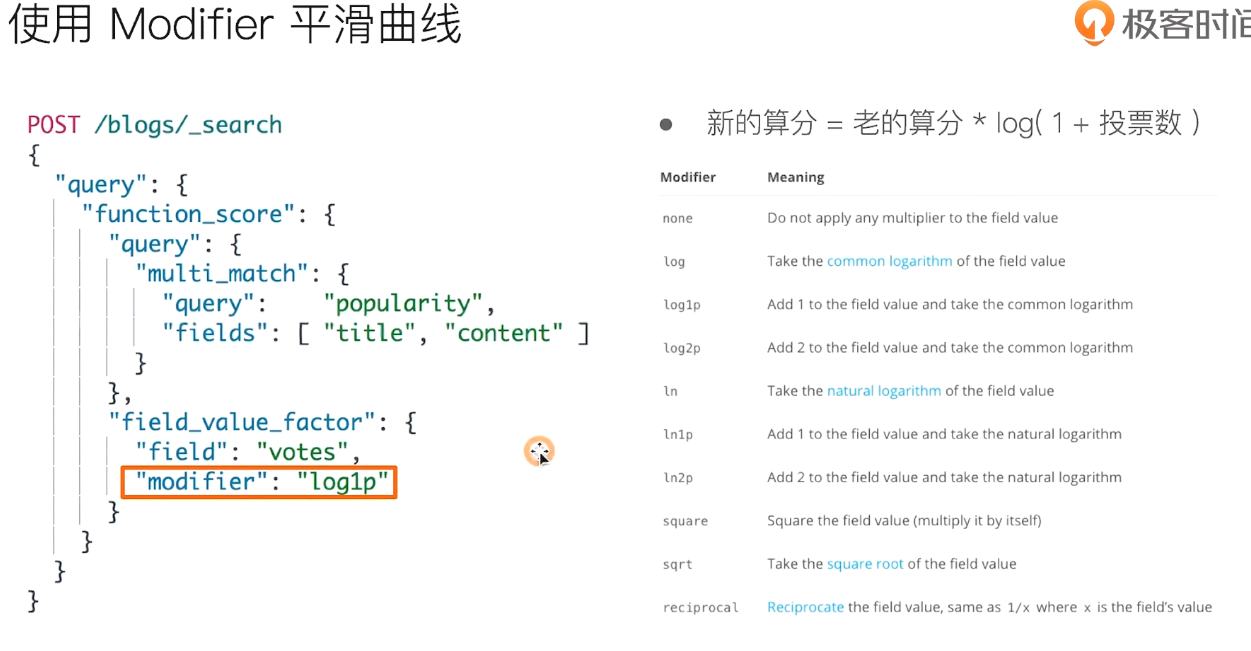 使用 Modifier 平滑曲线
极客时间
POST /blogs/_search
{
"query": {
"function_score": {
"query": {
"multi_match": {
"query": "popularity",
"fields": [ "title", "content" ]
}
},
"field_value_factor": {
"field": "votes",
"modifier": "log1p"
}
}
}
}
新的算分 = 老的算分 * log( 1 + 投票数 )
Modifier Meaning
none Do not apply any multiplier to the field value
log Take the common logarithm of the field value
log1p Add 1 to the field value and take the common logarithm
log2p Add 2 to the field value and take the common logarithm
ln Take the natural logarithm of the field value
ln1p Add 1 to the field value and take the natural logarithm
ln2p Add 2 to the field value and take the natural logarithm
square Square the field value (multiply it by itself)
sqrt Take the square root of the field value
reciprocal Reciprocate the field value, same as 1/x where x is the field's value